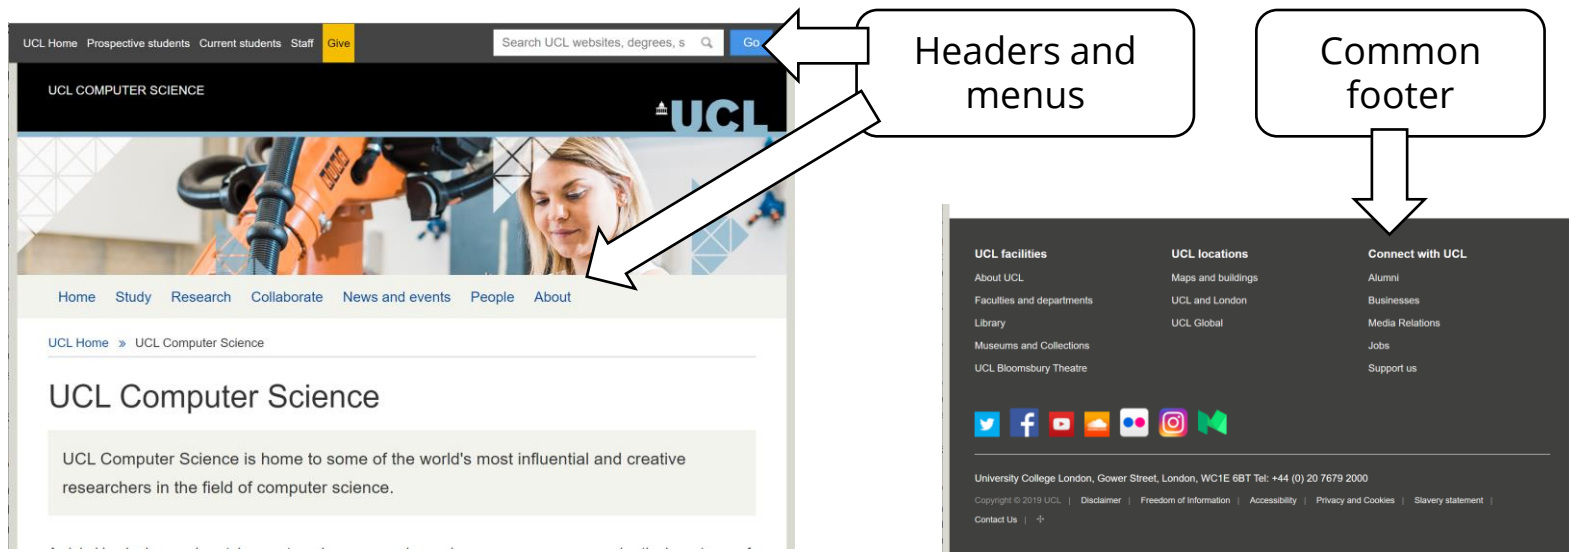 UCL Home Prospective students Current students Staff Give
Search UCL websites, degrees, s
Go
Headers and
menus
Common
footer
UCL COMPUTER SCIENCE
UCL
Home Study Research Collaborate News and events People About
UCL Home » UCL Computer Science
UCL Computer Science
UCL Computer Science is home to some of the world's most influential and creative
researchers in the field of computer science.
UCL facilities
About UCL
Faculties and departments
Library
Museums and Collections
UCL Bloomsbury Theatre
UCL locations
Maps and buildings
UCL and London
UCL Global
Connect with UCL
Alumni
Businesses
Media Relations
Jobs
Support us
University College London, Gower Street, London, WC1E 6BT Tel: +44 (0) 20 7679 2000
Copyright © 2019 UCL | Disclaimer | Freedom of Information | Accessibility | Privacy and Cookies | Slavery statement |
Contact Us |